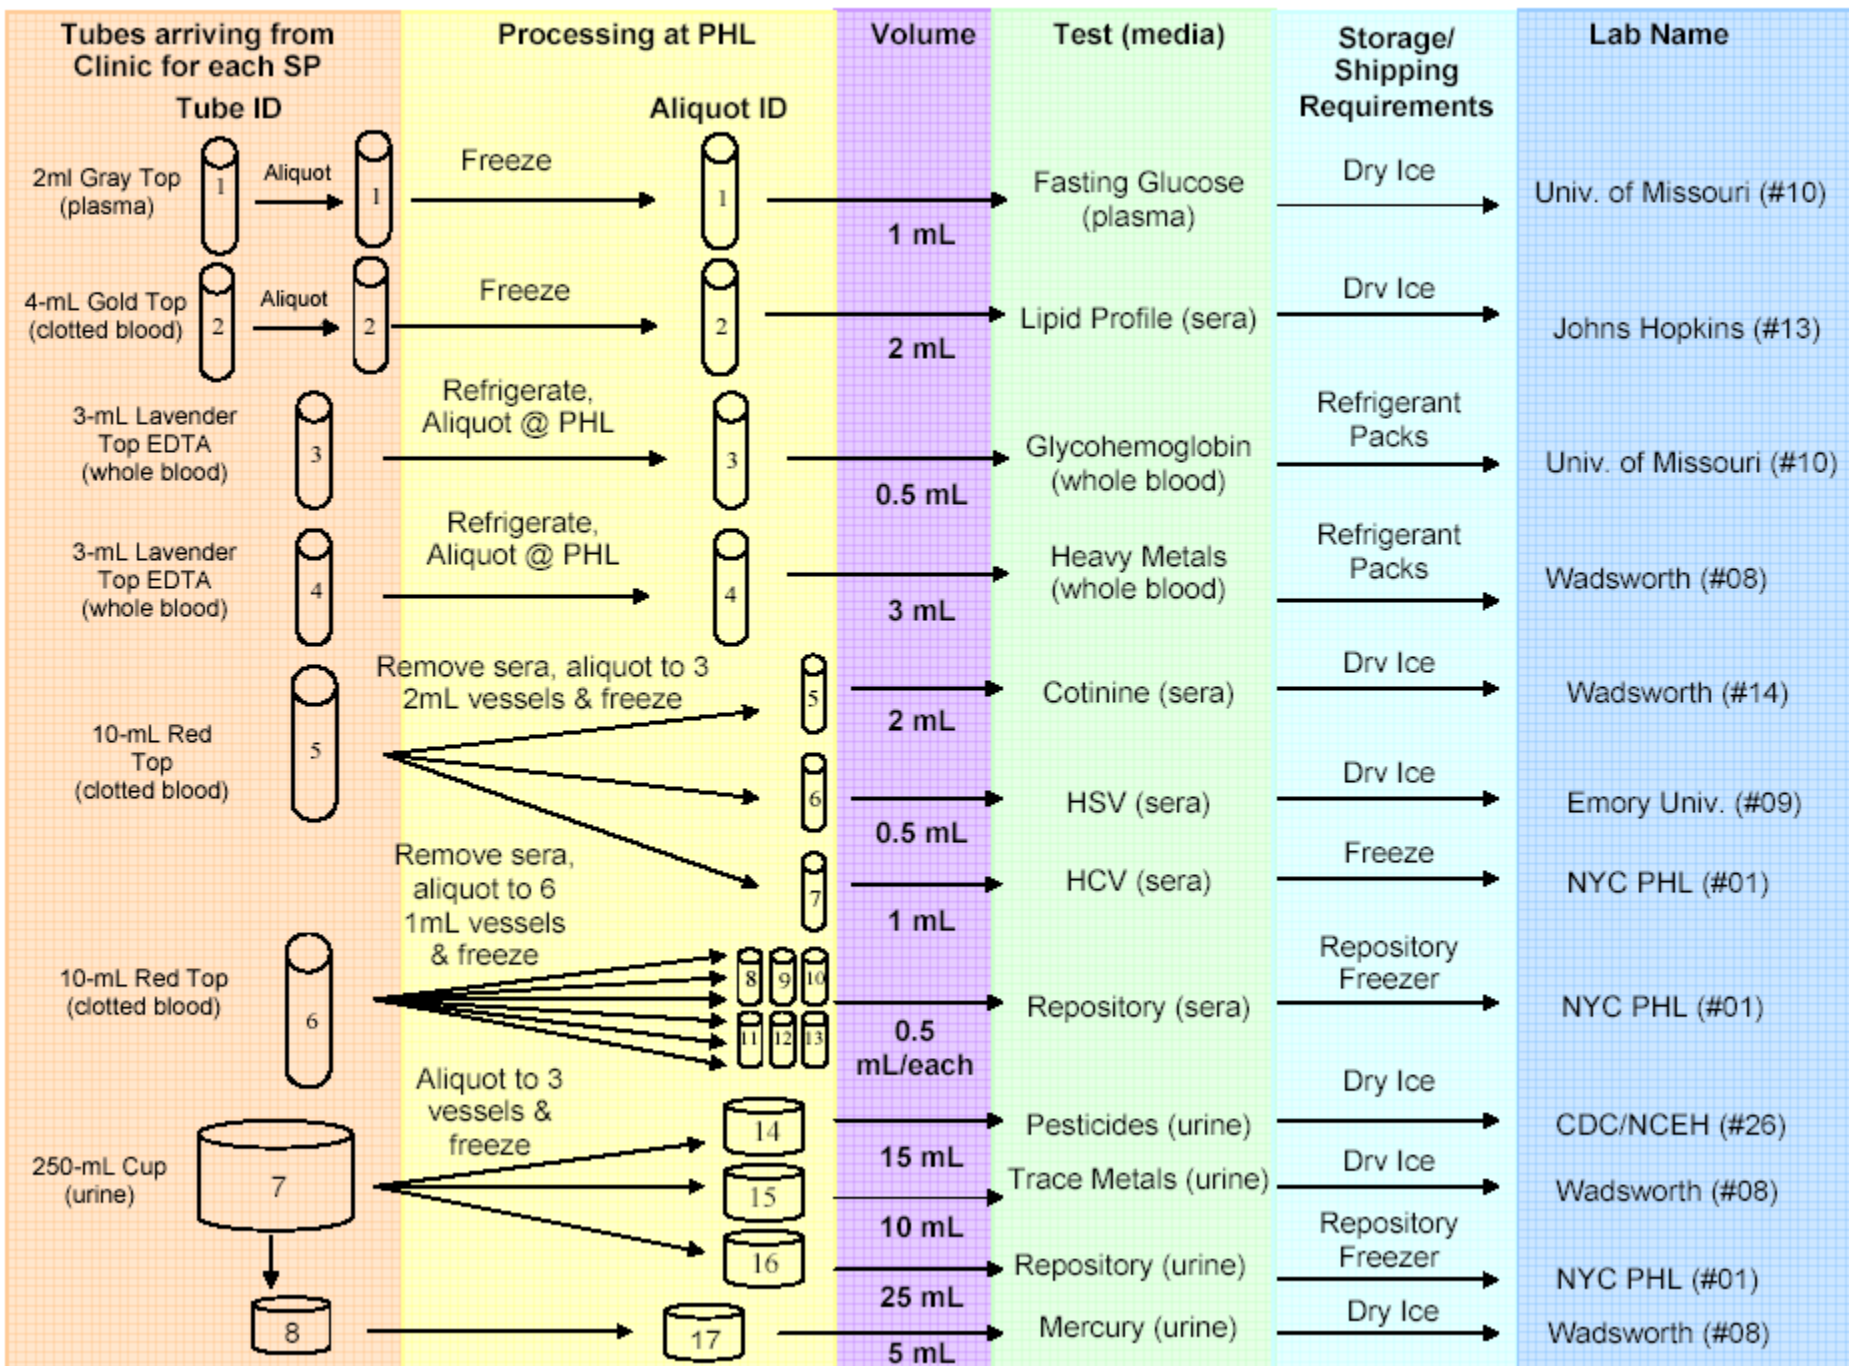 Tubes arriving from
Clinic for each SP
Tube ID
Processing at PHL
Aliquot ID
Volume
Test (media)
Storage/
Shipping
Requirements
Lab Name
2ml Gray Top
(plasma)
1
Aliquot
1
Freeze
1
1 mL
Fasting Glucose
(plasma)
Dry Ice
Univ. of Missouri (#10)
4-mL Gold Top
(clotted blood)
2
Aliquot
2
Freeze
2
2 mL
Lipid Profile (sera)
Drv Ice
Johns Hopkins (#13)
3-mL Lavender
Top EDTA
(whole blood)
3
Refrigerate,
Aliquot @ PHL
3
0.5 mL
Glycohemoglobin
(whole blood)
Refrigerant
Packs
Univ. of Missouri (#10)
3-mL Lavender
Top EDTA
(whole blood)
4
Refrigerate,
Aliquot @ PHL
4
3 mL
Heavy Metals
(whole blood)
Refrigerant
Packs
Wadsworth (#08)
10-mL Red
Top
(clotted blood)
5
Remove sera, aliquot to 3
2mL vessels & freeze
5
2 mL
Cotinine (sera)
Drv Ice
Wadsworth (#14)
6
0.5 mL
HSV (sera)
Drv Ice
Emory Univ. (#09)
7
1 mL
HCV (sera)
Freeze
NYC PHL (#01)
10-mL Red Top
(clotted blood)
6
Remove sera,
aliquot to 6
1mL vessels
& freeze
8 9 10
11 12 13
0.5
mL/each
Repository (sera)
Repository
Freezer
NYC PHL (#01)
250-mL Cup
(urine)
7
Aliquot to 3
vessels &
freeze
14
15 mL
Pesticides (urine)
Dry Ice
CDC/NCEH (#26)
15
10 mL
Trace Metals (urine)
Drv Ice
Wadsworth (#08)
16
25 mL
Repository (urine)
Repository
Freezer
NYC PHL (#01)
8
17
5 mL
Mercury (urine)
Dry Ice
Wadsworth (#08)